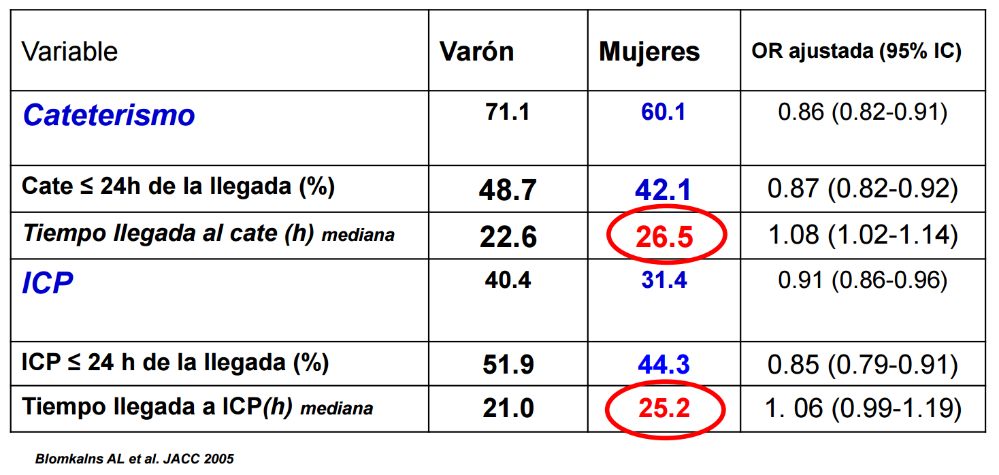 Variable Varón Mujeres OR ajustada (95% IC)
Cateterismo 71.1 60.1 0.86 (0.82-0.91)
Cate ≤ 24h de la llegada (%) 48.7 42.1 0.87 (0.82-0.92)
Tiempo llegada al cate (h) mediana 22.6 26.5 1.08 (1.02-1.14)
ICP 40.4 31.4 0.91 (0.86-0.96)
ICP ≤ 24 h de la llegada (%) 51.9 44.3 0.85 (0.79-0.91)
Tiempo llegada a ICP(h) mediana 21.0 25.2 1. 06 (0.99-1.19)
Blomkalns AL et al. JACC 2005